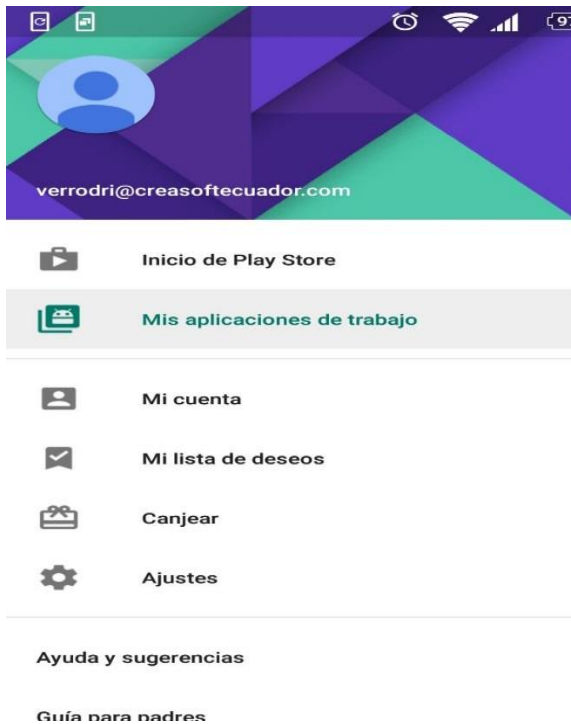 97
verrodri@creasoftecuador.com
Inicio de Play Store
Mis aplicaciones de trabajo
Mi cuenta
Mi lista de deseos
Canjear
Ajustes
Ayuda y sugerencias
Guía para padres